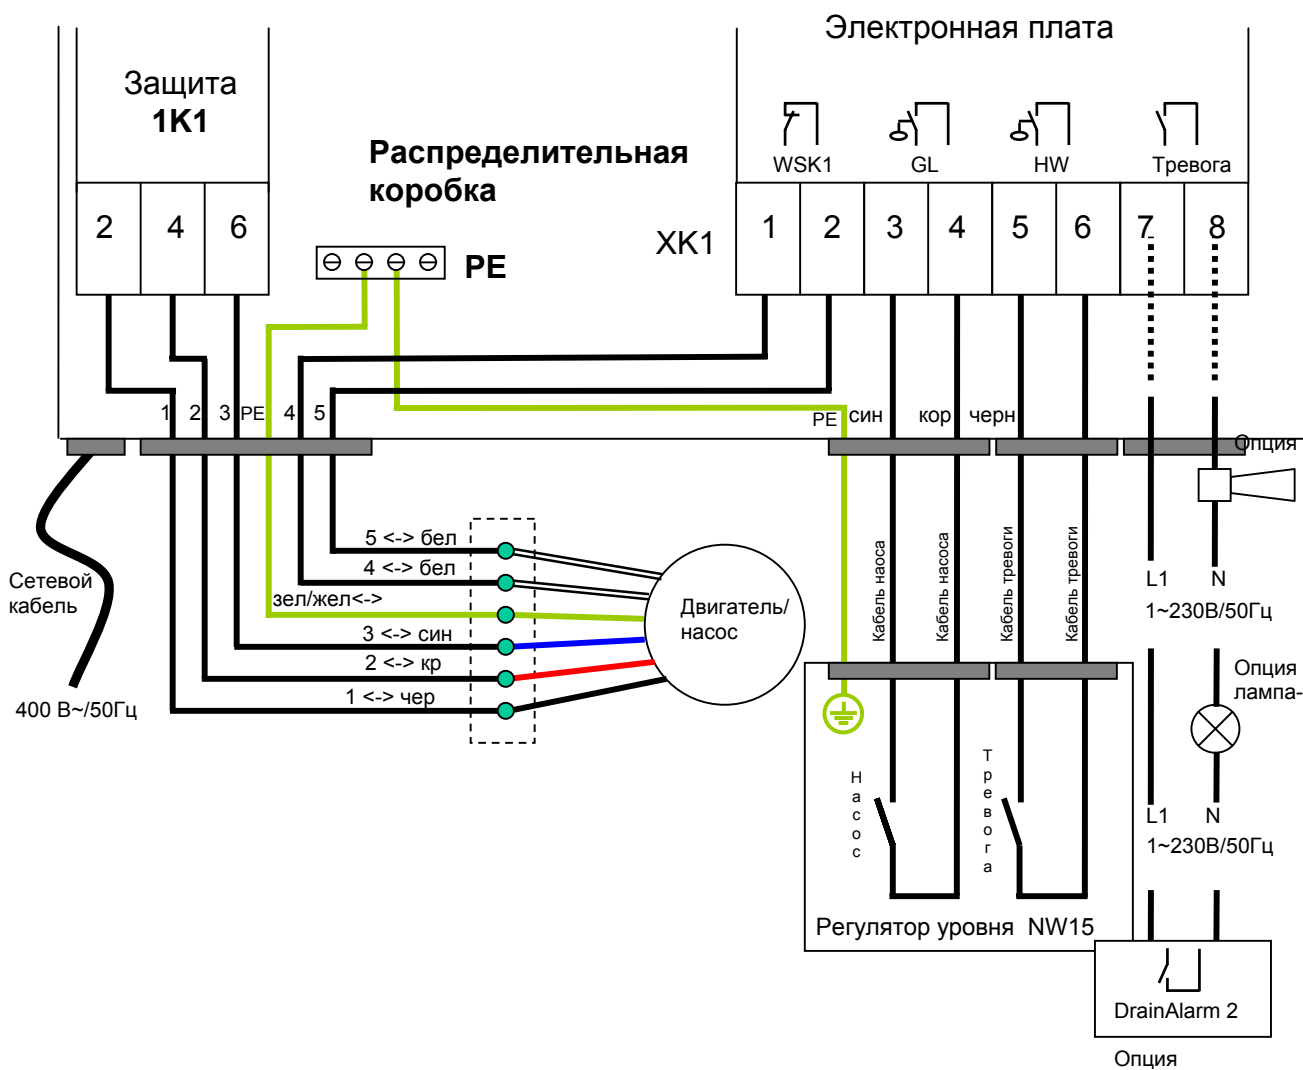 Электронная плата
Защита
1K1
Распределительная
коробка
WSK1
GL
HW
Тревога
2
4
6
PE
XK1
1
2
3
4
5
6
7
8
1
2
3
PE
4
5
PE
син
кор
черн
Опция
Сетевой
кабель
400 В~/50Гц
5 <-> бел
4 <-> бел
зел/жел<->
3 <-> син
2 <-> кр
1 <-> чер
Двигатель/
насос
Кабель насоса
Кабель насоса
Кабель тревоги
Кабель тревоги
L1
N
1~230В/50Гц
Опция
лампа-
Насос
Тревога
L1
N
1~230В/50Гц
Регулятор уровня NW15
DrainAlarm 2
Опция